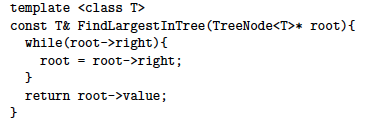 template <class T>
const T& FindLargestInTree(TreeNode<T>* root){
  while(root->right){
    root = root->right;
  }
  return root->value;
}